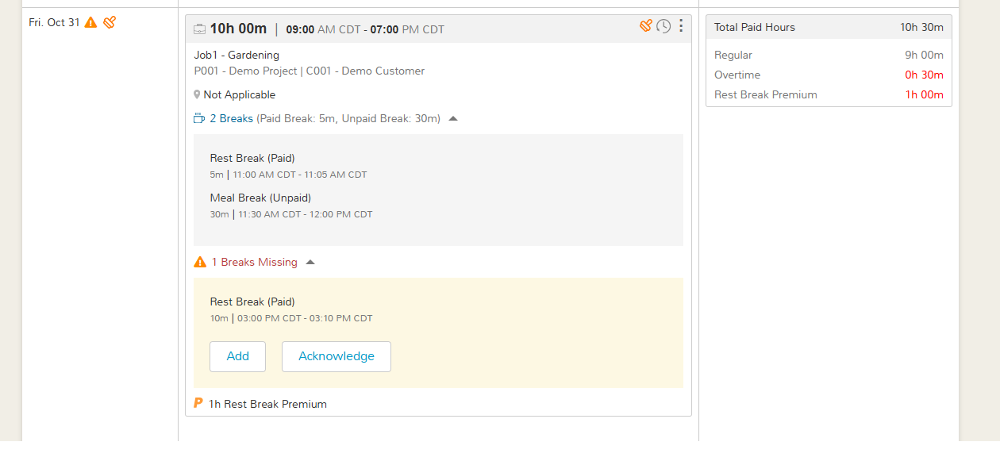 Fri. Oct 31
10h 00m | 09:00 AM CDT - 07:00 PM CDT
Job1 - Gardening
P001 - Demo Project | C001 - Demo Customer
Not Applicable
2 Breaks (Paid Break: 5m, Unpaid Break: 30m)
Rest Break (Paid)
5m | 11:00 AM CDT - 11:05 AM CDT
Meal Break (Unpaid)
30m | 11:30 AM CDT - 12:00 PM CDT
1 Breaks Missing
Rest Break (Paid)
10m | 03:00 PM CDT - 03:10 PM CDT
Add Acknowledge
P 1h Rest Break Premium
Total Paid Hours 10h 30m
Regular 9h 00m
Overtime 0h 30m
Rest Break Premium 1h 00m